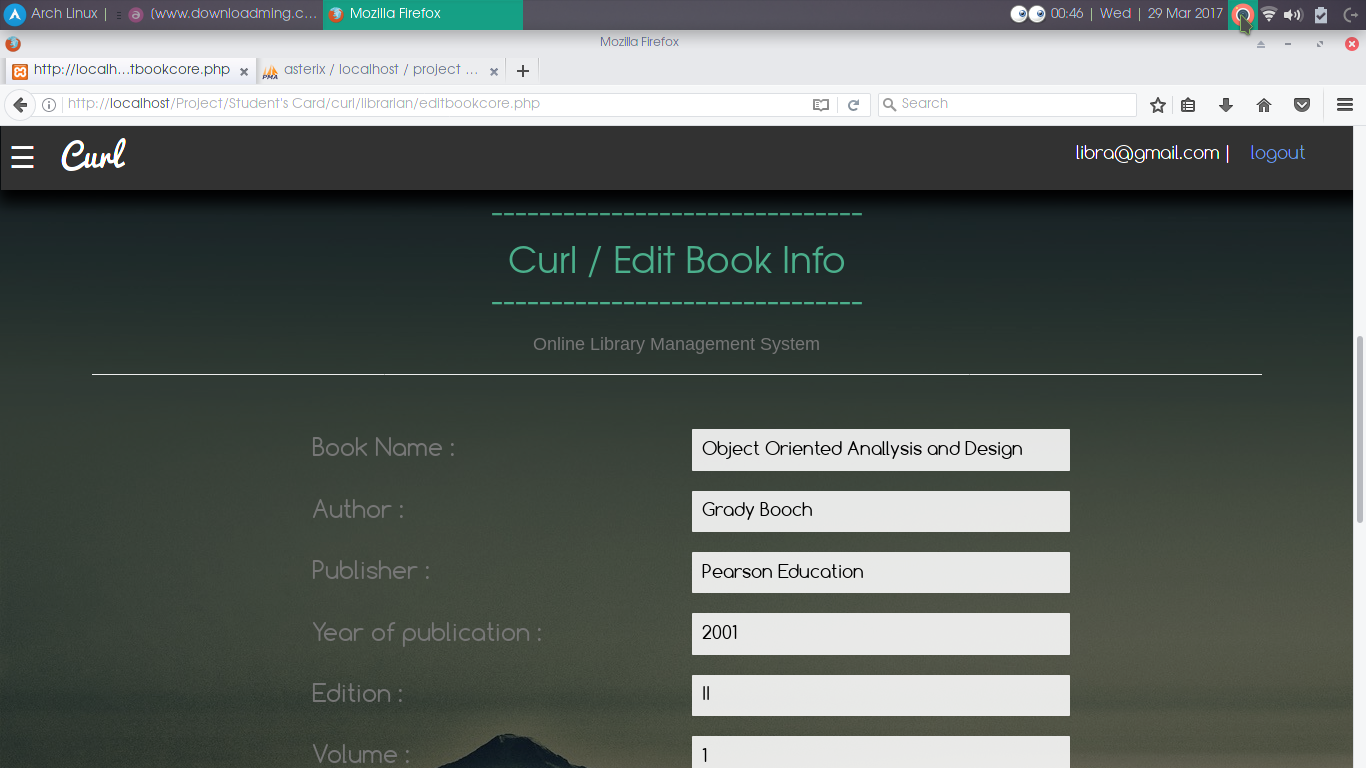 Arch Linux | [www.downloadming.c... Mozilla Firefox 00:46 | Wed | 29 Mar 2017
Mozilla Firefox
http://localh...tbookcore.php asterix / localhost / project ...
http://localhost/Project/Student's Card/curl/librarian/editbookcore.php Search
Curl libra@gmail.com | logout
------------------------------
Curl / Edit Book Info
------------------------------
Online Library Management System
Book Name : Object Oriented Anallysis and Design
Author : Grady Booch
Publisher : Pearson Education
Year of publication : 2001
Edition : II
Volume : 1